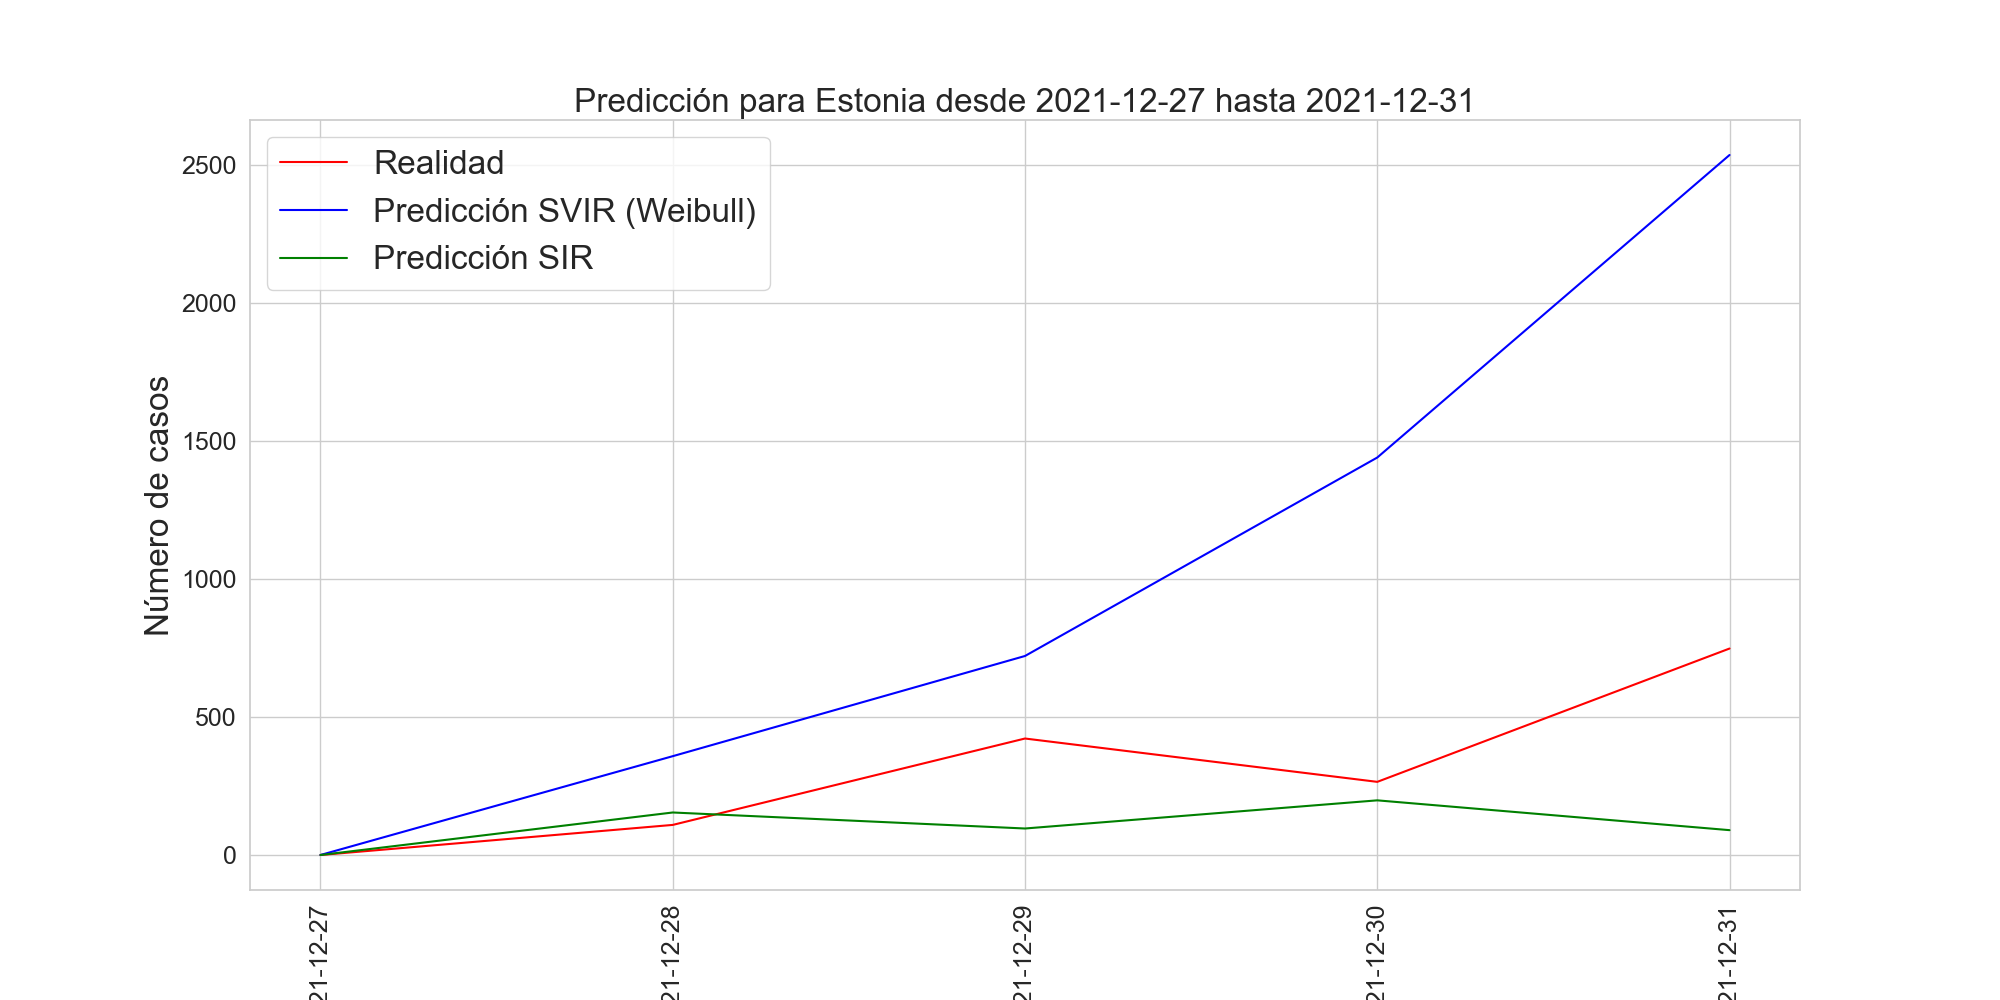 Predicción para Estonia desde 2021-12-27 hasta 2021-12-31
Realidad
Predicción SVIR (Weibull)
Predicción SIR
Número de casos
2500
2000
1500
1000
500
0
21-12-27
21-12-28
21-12-29
21-12-30
21-12-31